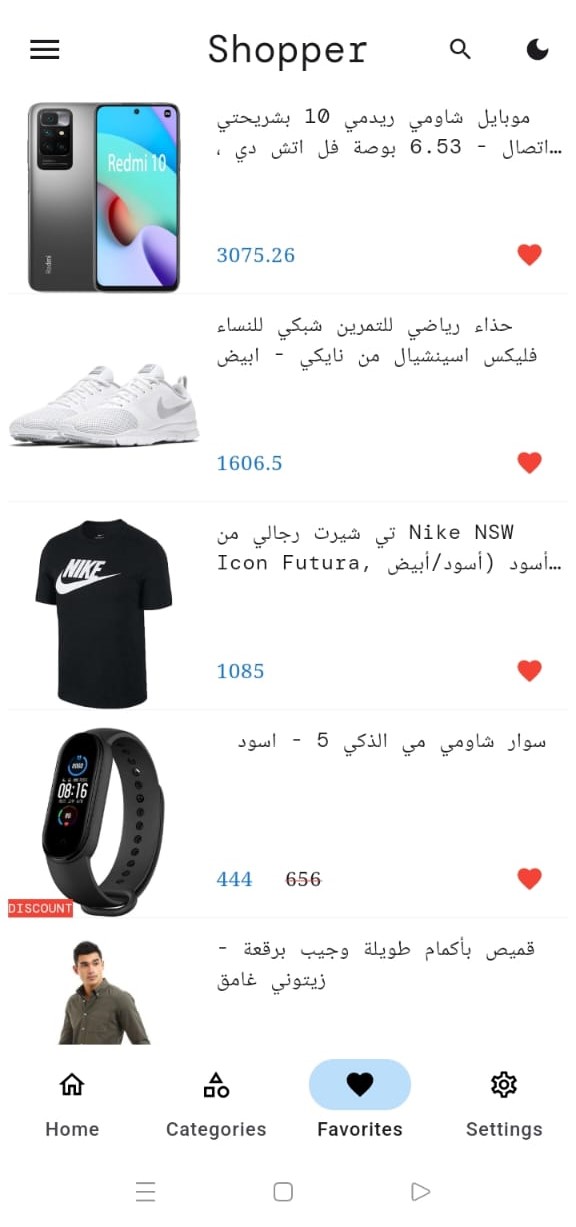 Shopper
موبايل شاومي ريدمي 10 بشريحتي
اتصال - 6.53 بوصة فل اتش دي ،...
Redmi 10
Redmi
3075.26
حذاء رياضي للتمرين شبكي للنساء
فليكس اسينشيال من نايكي - ابيض
1606.5
تي شيرت رجالي من Nike NSW
Icon Futura, أسود (أسود/أبيض...
NIKE
1085
سوار شاومي مي الذكي 5 - اسود
08:16
444 656
DISCOUNT
قميص بأكمام طويلة وجيب برقعة -
زيتوني غامق
Home Categories Favorites Settings